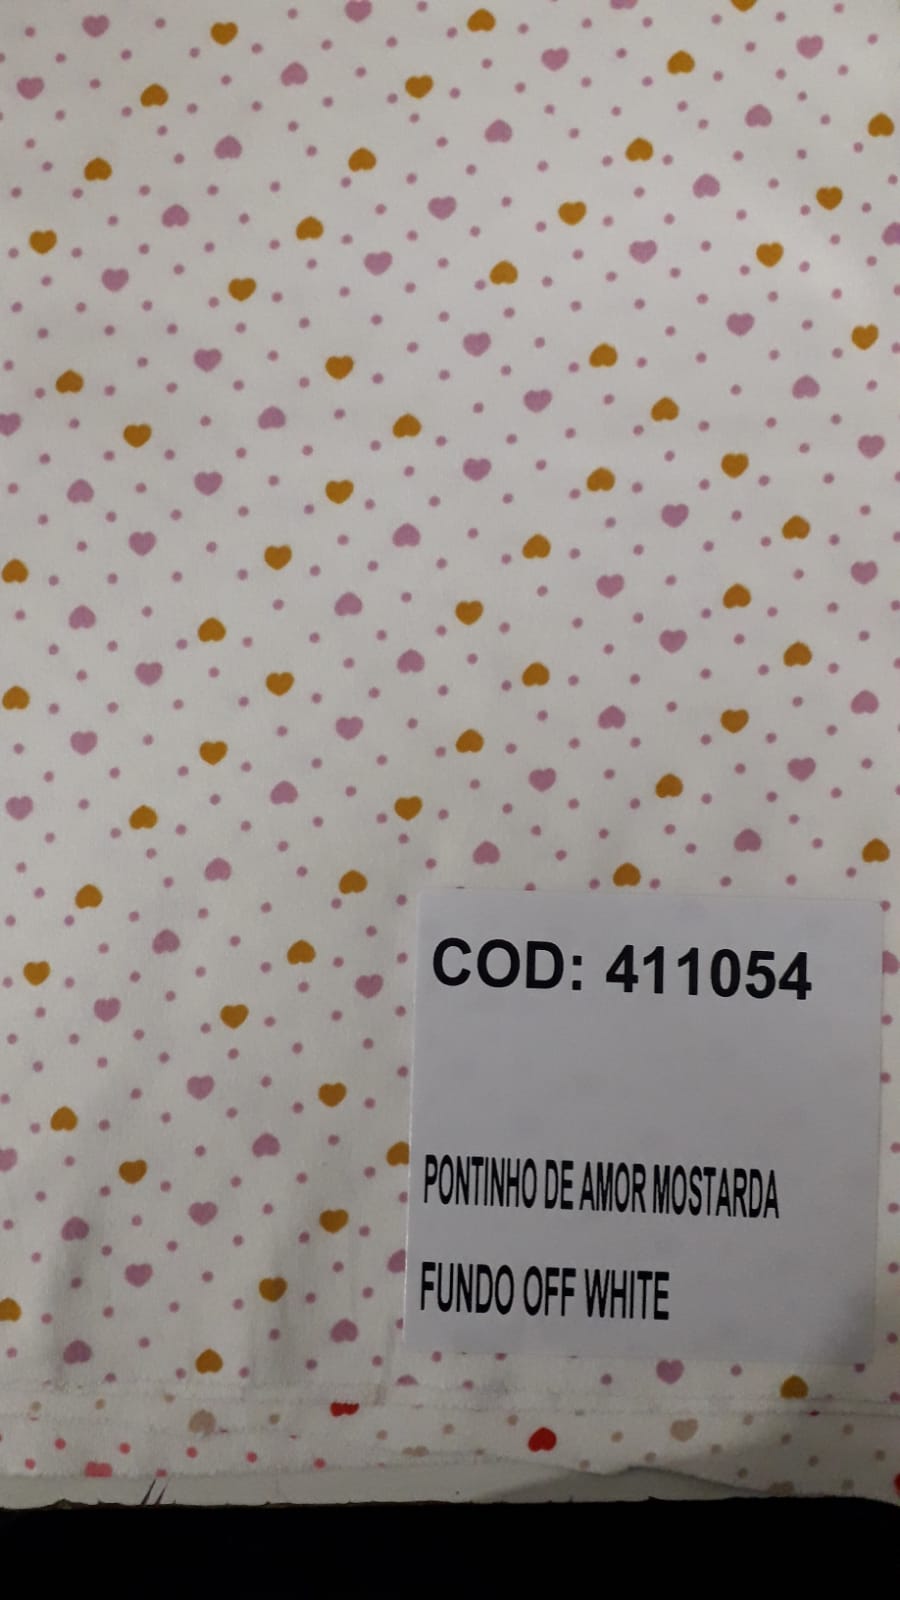 COD: 411054
PONTINHO DE AMOR MOSTARDA
FUNDO OFF WHITE